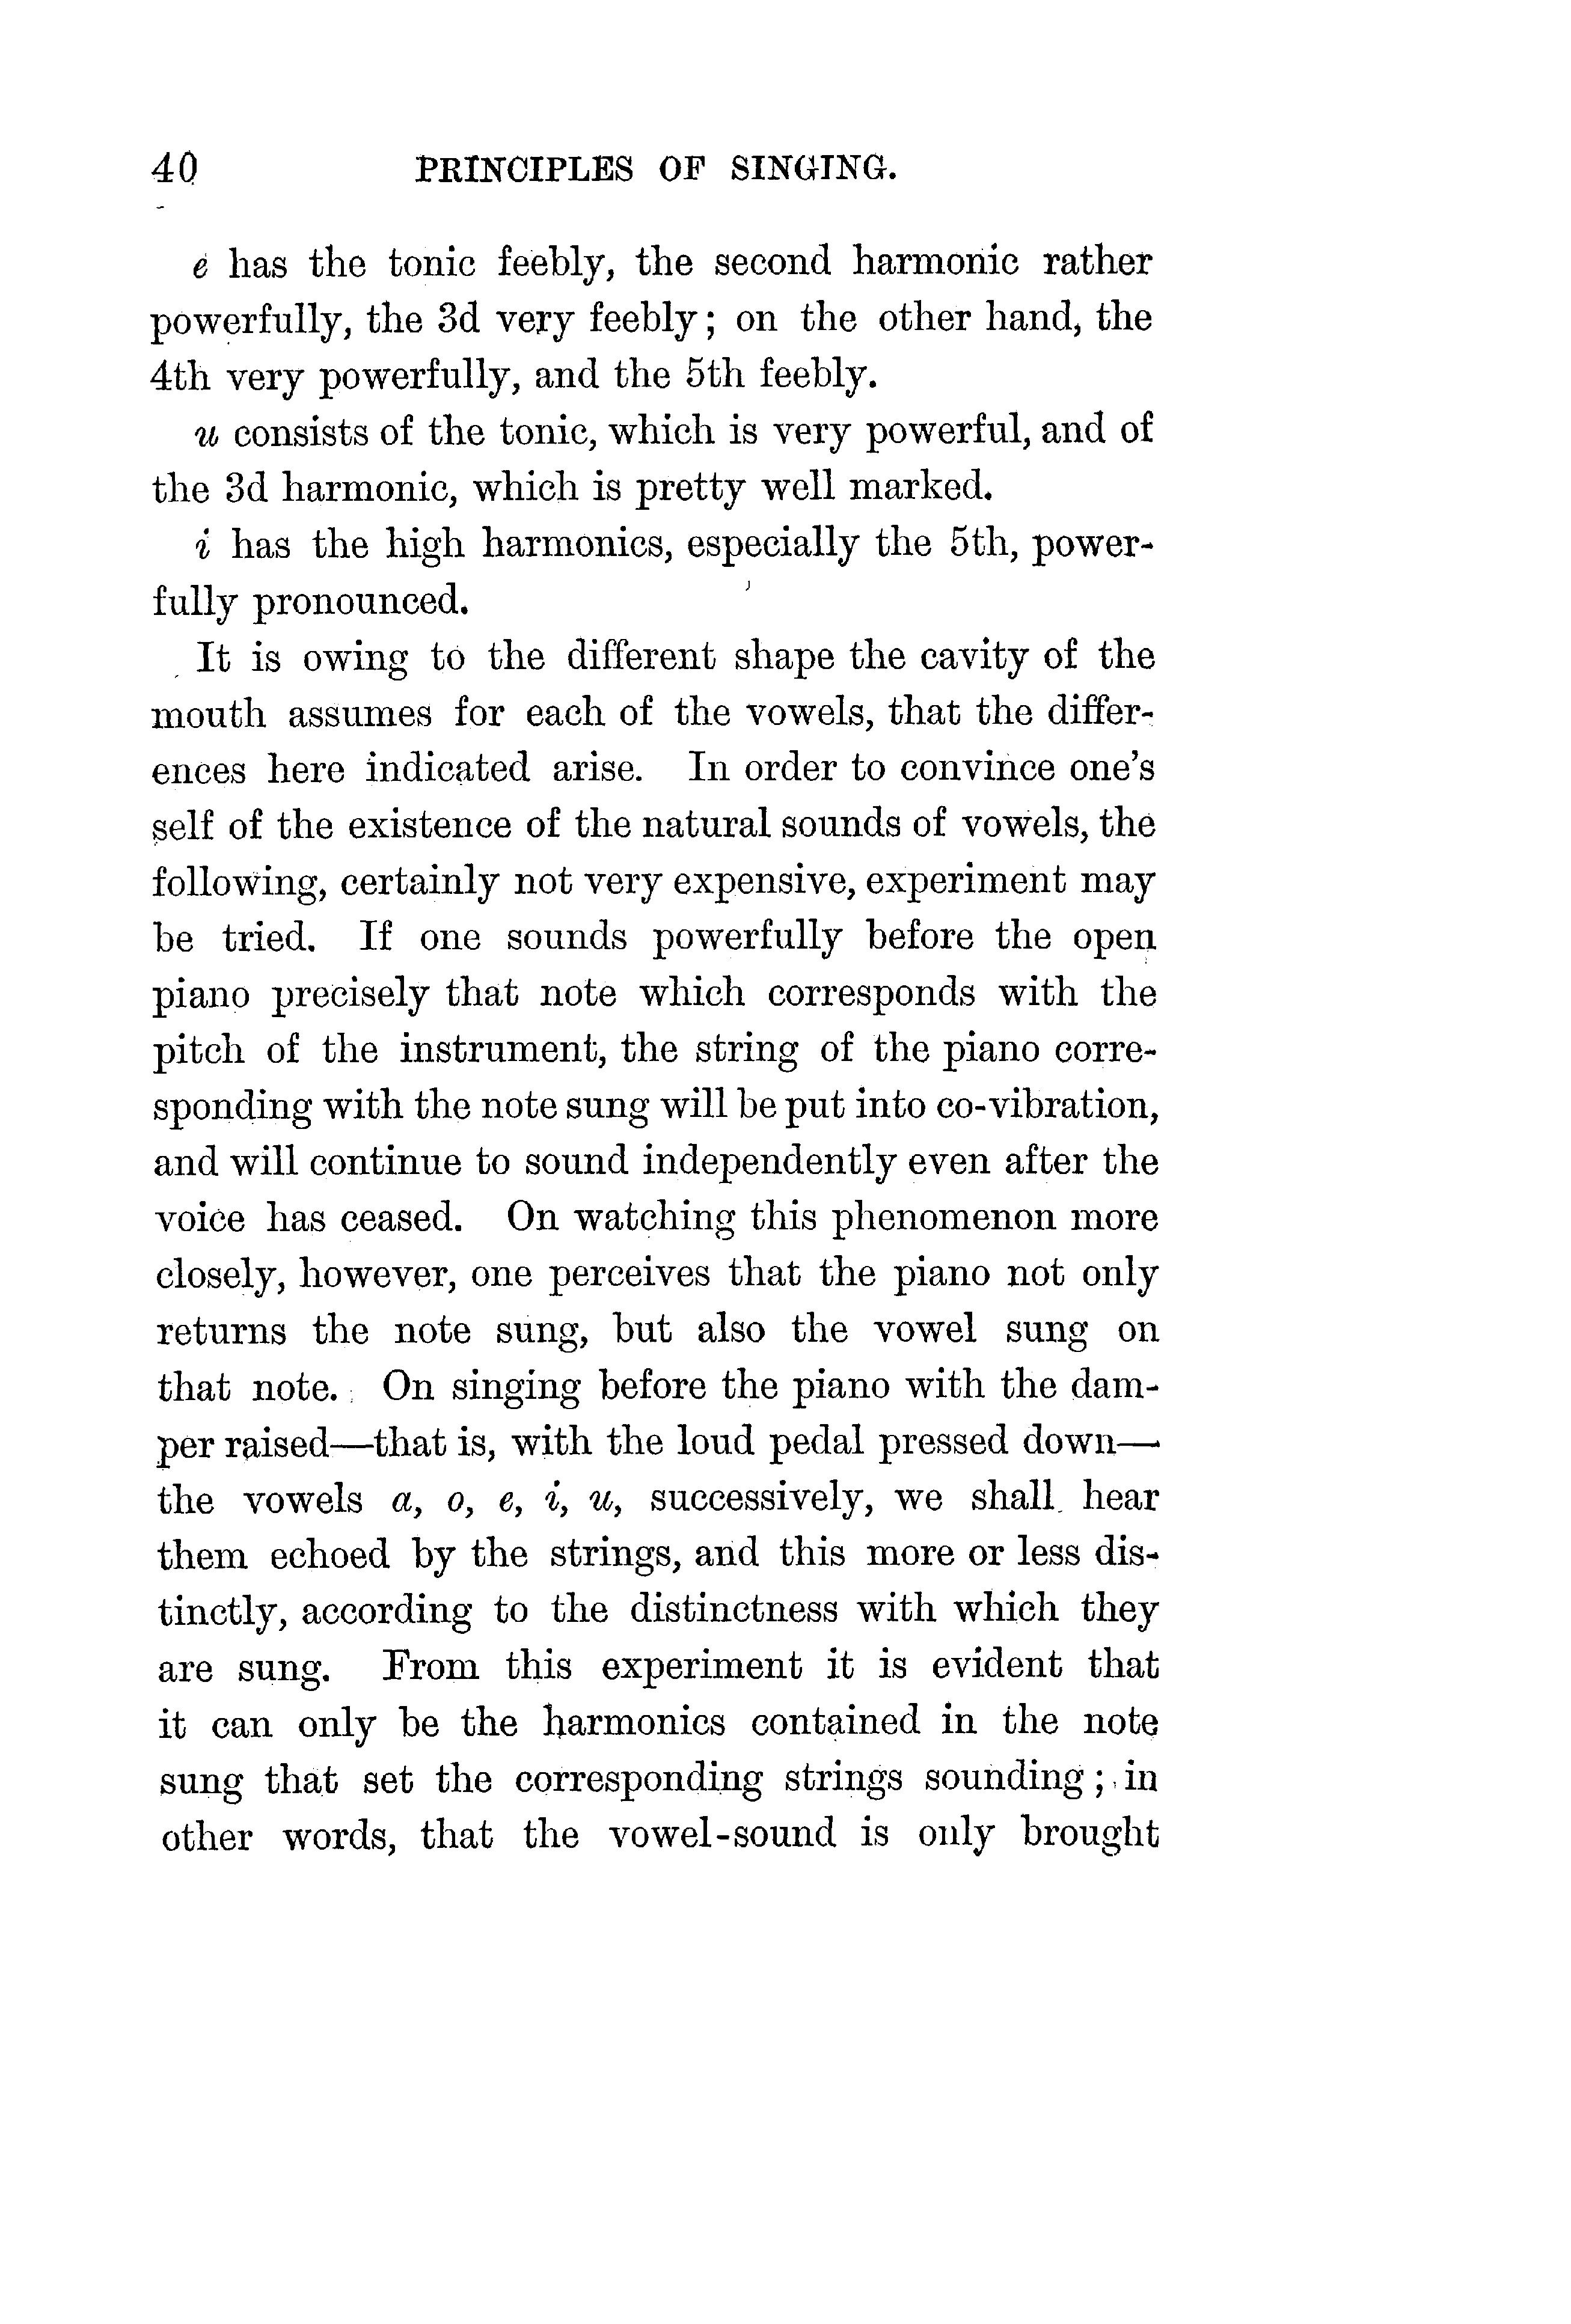 40 PRINCIPLES OF SINGING.
e has the tonic feebly, the second harmonic rather
powerfully, the 3d very feebly; on the other hand, the
4th very powerfully, and the 5th feebly.
u consists of the tonic, which is very powerful, and of
the 3d harmonic, which is pretty well marked.
i has the high harmonics, especially the 5th, power-
fully pronounced.
It is owing to the different shape the cavity of the
mouth assumes for each of the vowels, that the differ-
ences here indicated arise. In order to convince one's
self of the existence of the natural sounds of vowels, the
following, certainly not very expensive, experiment may
be tried. If one sounds powerfully before the open
piano precisely that note which corresponds with the
pitch of the instrument, the string of the piano corre-
sponding with the note sung will be put into co-vibration,
and will continue to sound independently even after the
voice has ceased. On watching this phenomenon more
closely, however, one perceives that the piano not only
returns the note sung, but also the vowel sung on
that note. On singing before the piano with the dam-
per raised—that is, with the loud pedal pressed down—
the vowels a, o, e, i, u, successively, we shall hear
them echoed by the strings, and this more or less dis-
tinctly, according to the distinctness with which they
are sung. From this experiment it is evident that
it can only be the harmonics contained in the note
sung that set the corresponding strings sounding; in
other words, that the vowel-sound is only brought